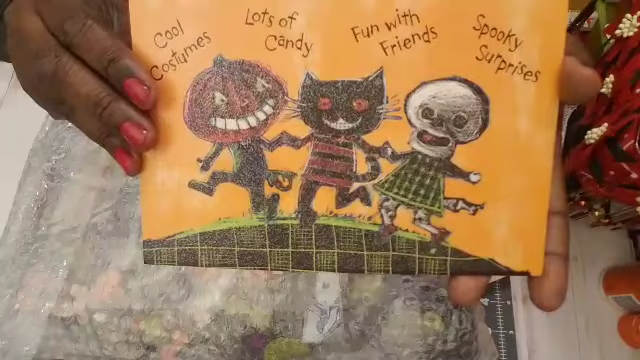 Cool
Costumes
Lots of
Candy
Fun with
Friends
Spooky
Surprises